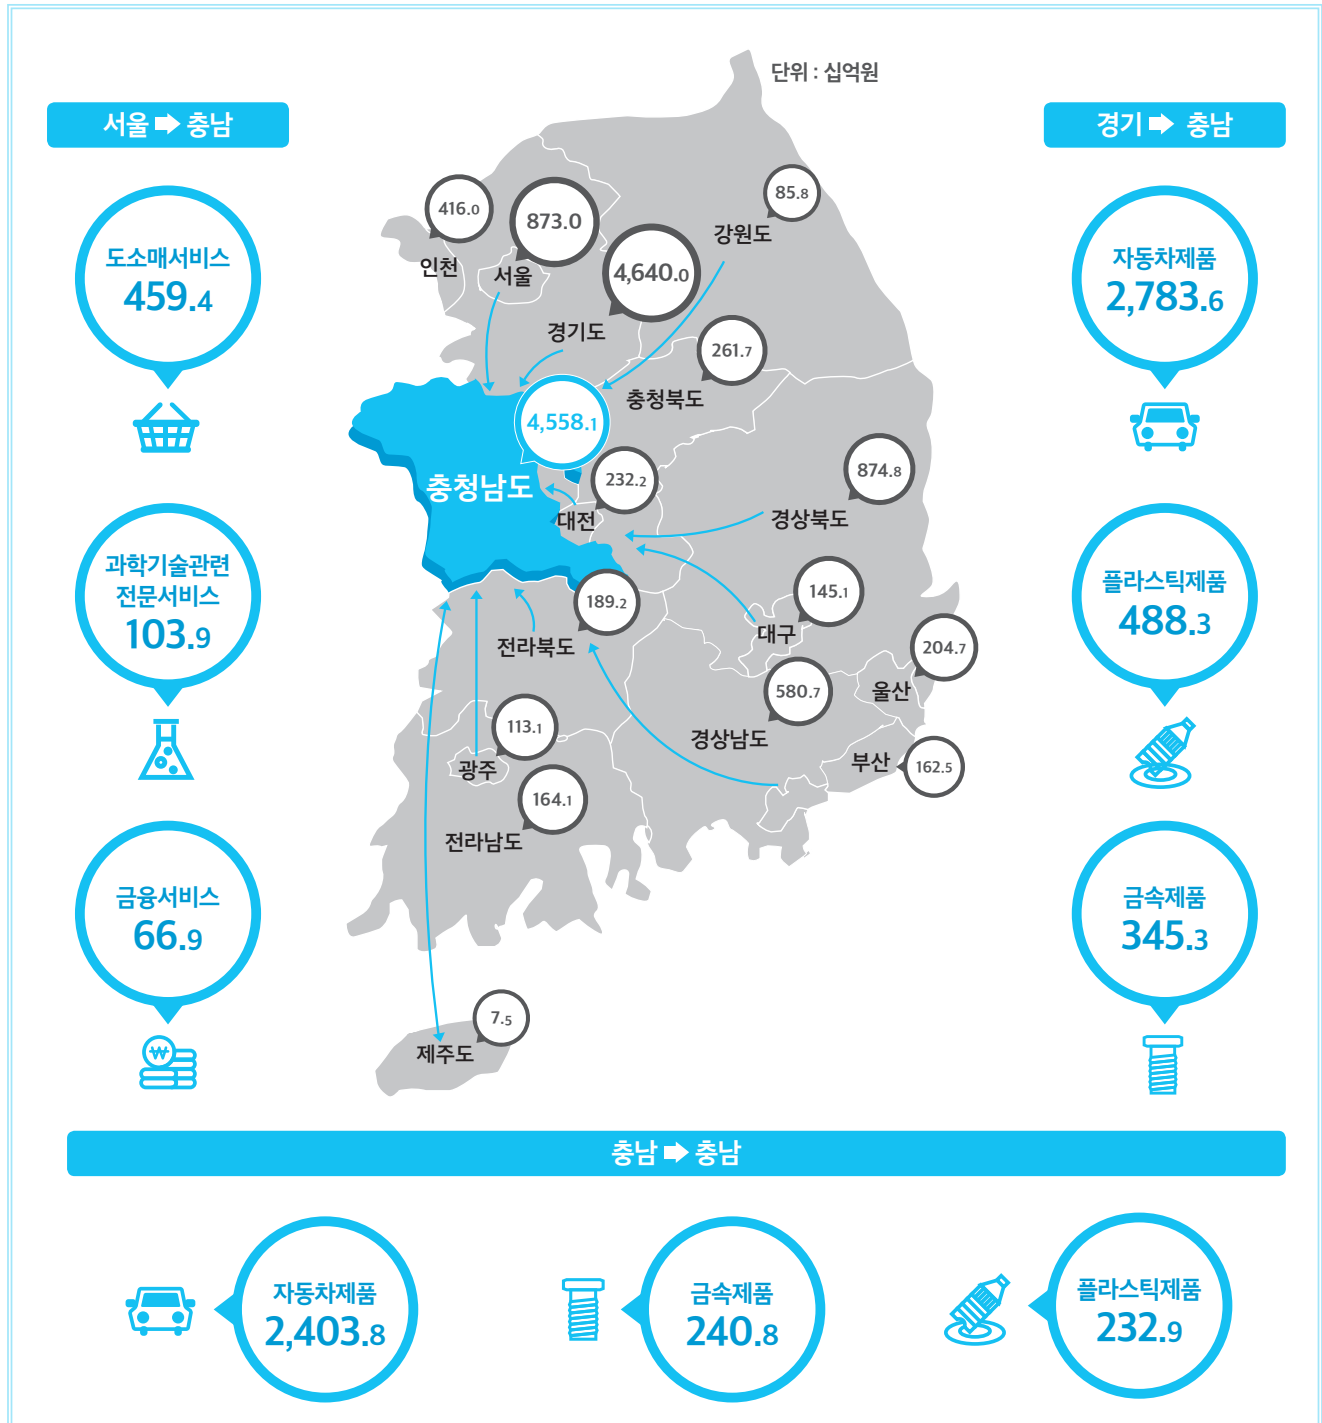 단위 : 십억원
서울 ➡ 충남
도소매서비스
459.4
과학기술관련
전문서비스
103.9
금융서비스
66.9
경기 ➡ 충남
자동차제품
2,783.6
플라스틱제품
488.3
금속제품
345.3
416.0
인천
873.0
서울
4,640.0
경기도
85.8
강원도
261.7
충청북도
4,558.1
충청남도
232.2
대전
874.8
경상북도
145.1
대구
189.2
전라북도
204.7
울산
580.7
경상남도
162.5
부산
113.1
광주
164.1
전라남도
7.5
제주도
₩
충남 ➡ 충남
자동차제품
2,403.8
금속제품
240.8
플라스틱제품
232.9